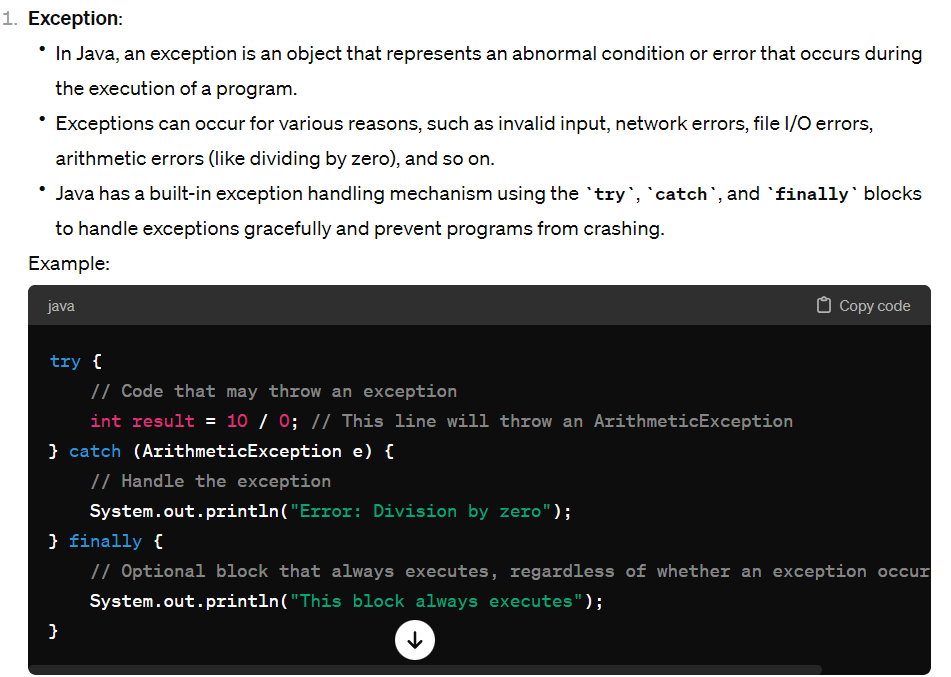 1. Exception:
• In Java, an exception is an object that represents an abnormal condition or error that occurs during
the execution of a program.
• Exceptions can occur for various reasons, such as invalid input, network errors, file I/O errors,
arithmetic errors (like dividing by zero), and so on.
• Java has a built-in exception handling mechanism using the `try`, `catch`, and `finally` blocks
to handle exceptions gracefully and prevent programs from crashing.
Example:
java Copy code
try {
    // Code that may throw an exception
    int result = 10 / 0; // This line will throw an ArithmeticException
} catch (ArithmeticException e) {
    // Handle the exception
    System.out.println("Error: Division by zero");
} finally {
    // Optional block that always executes, regardless of whether an exception occur
    System.out.println("This block always executes");
}